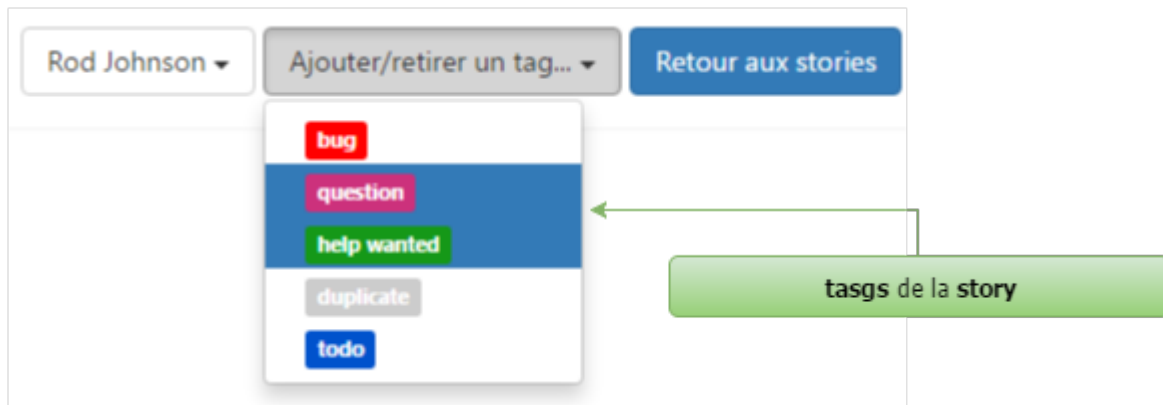 Rod Johnson
Ajouter/retirer un tag...
Retour aux stories
bug
question
help wanted
tasgs de la story
duplicate
todo